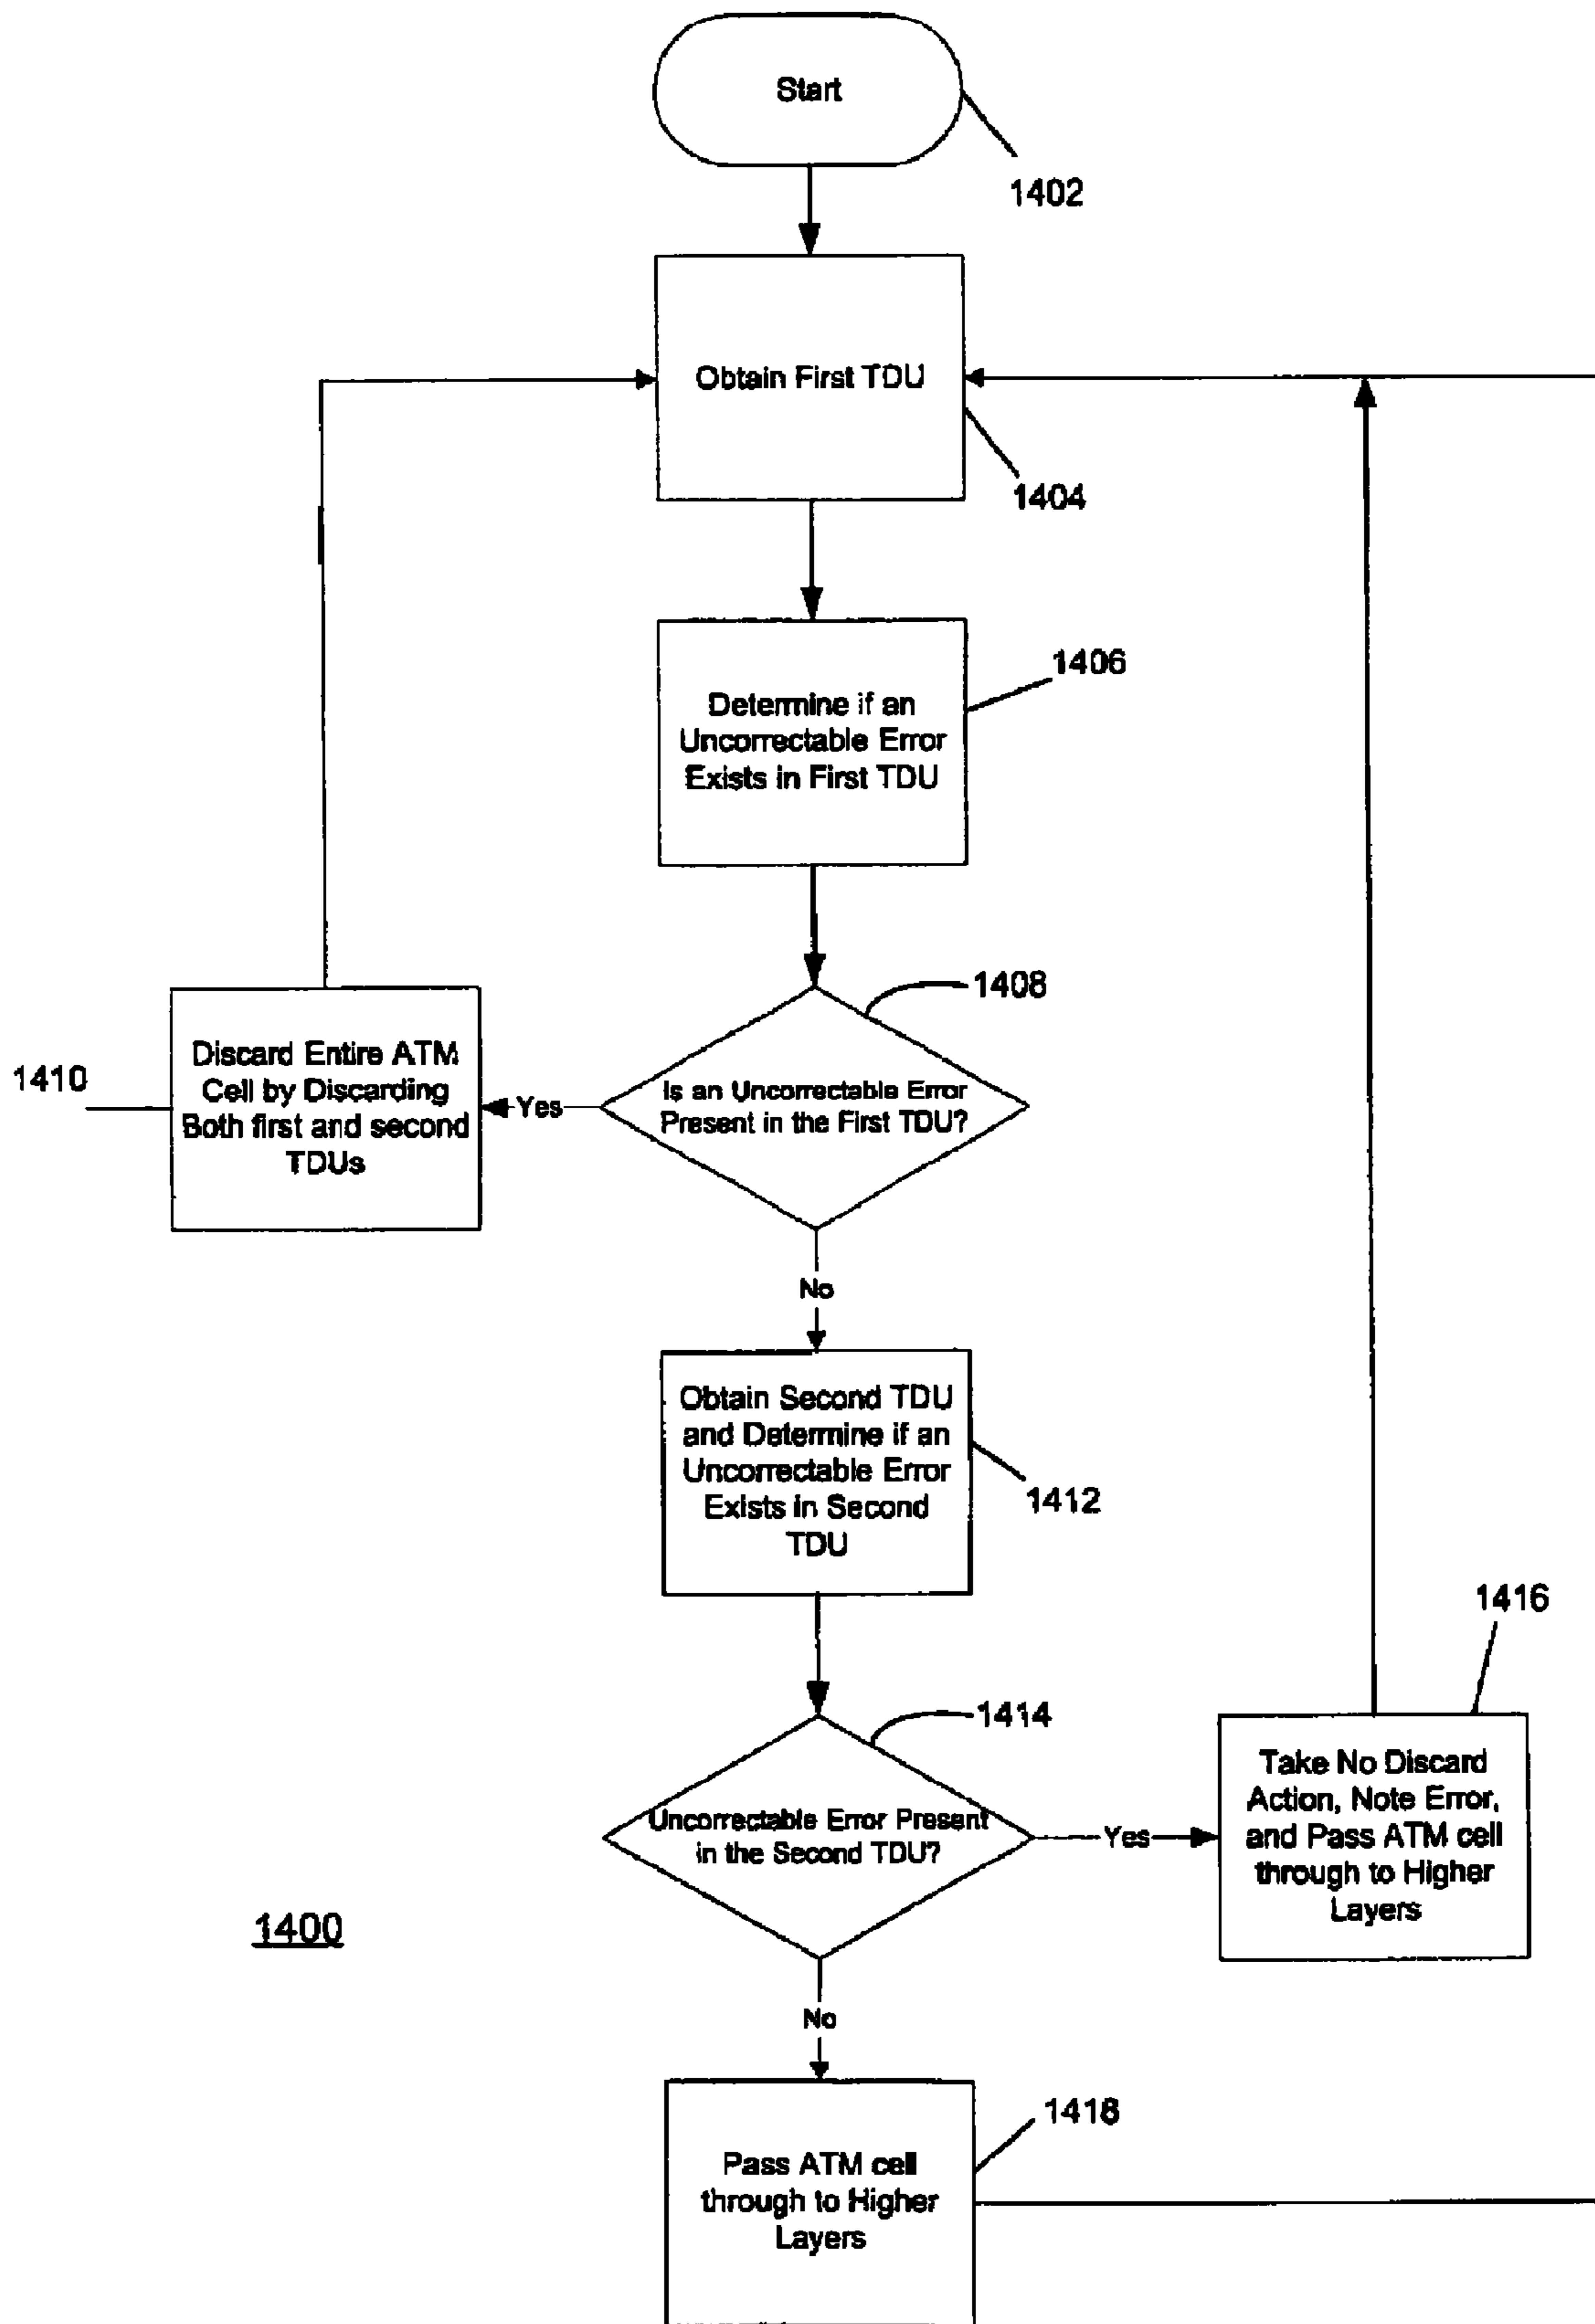 Start
1402
Obtain First TDU
1404
1406
Determine if an
Uncorrectable Error
Exists in First TDU
1408
1410
Discard Entire ATM
Cell by Discarding
Both first and second
TDUs
Yes
Is an Uncorrectable Error
Present in the First TDU?
No
Obtain Second TDU
and Determine if an
Uncorrectable Error
Exists in Second
TDU
1412
1416
1414
Uncorrectable Error Present
in the Second TDU?
Yes
Take No Discard
Action, Note Error,
and Pass ATM cell
through to Higher
Layers
1400
No
1418
Pass ATM cell
through to Higher
Layers